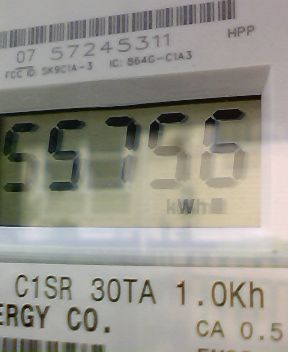 07 57245311
HPP
FCC ID: SK9C1A-3 IC: 864G-C1A3
55756
kWh
C1SR 30TA 1.0Kh
ERGY CO.
CA 0.5